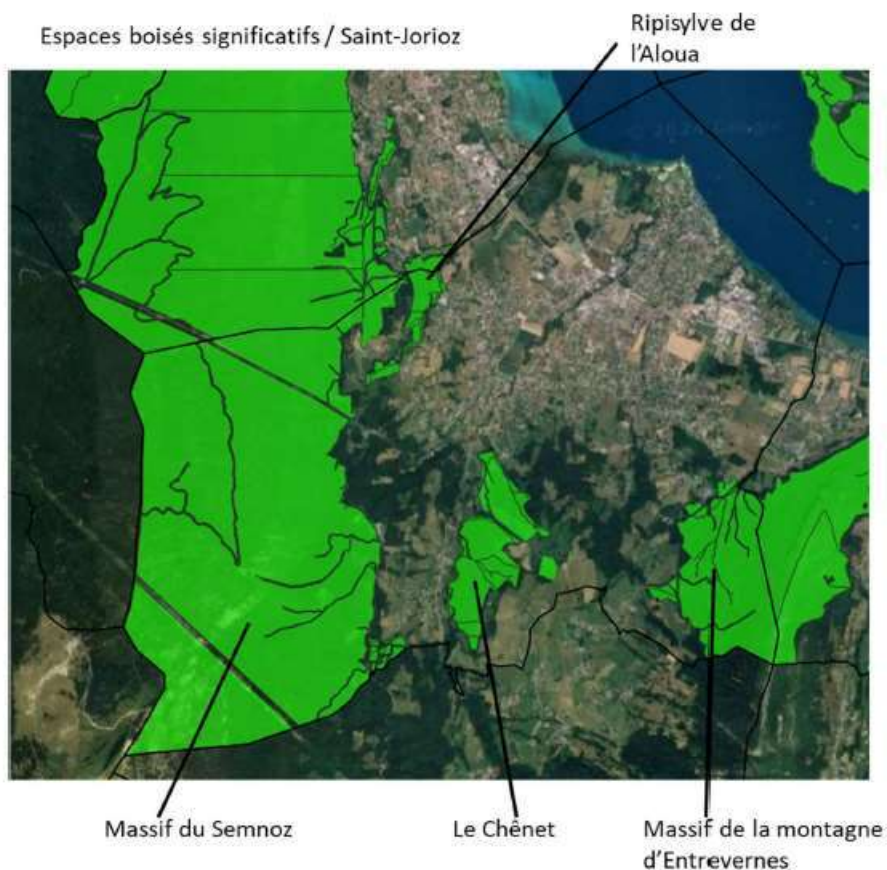 Espaces boisés significatifs / Saint-Jorioz
Ripisylve de
l'Aloua
Massif du Semnoz
Le Chênet
Massif de la montagne
d'Entrevernes